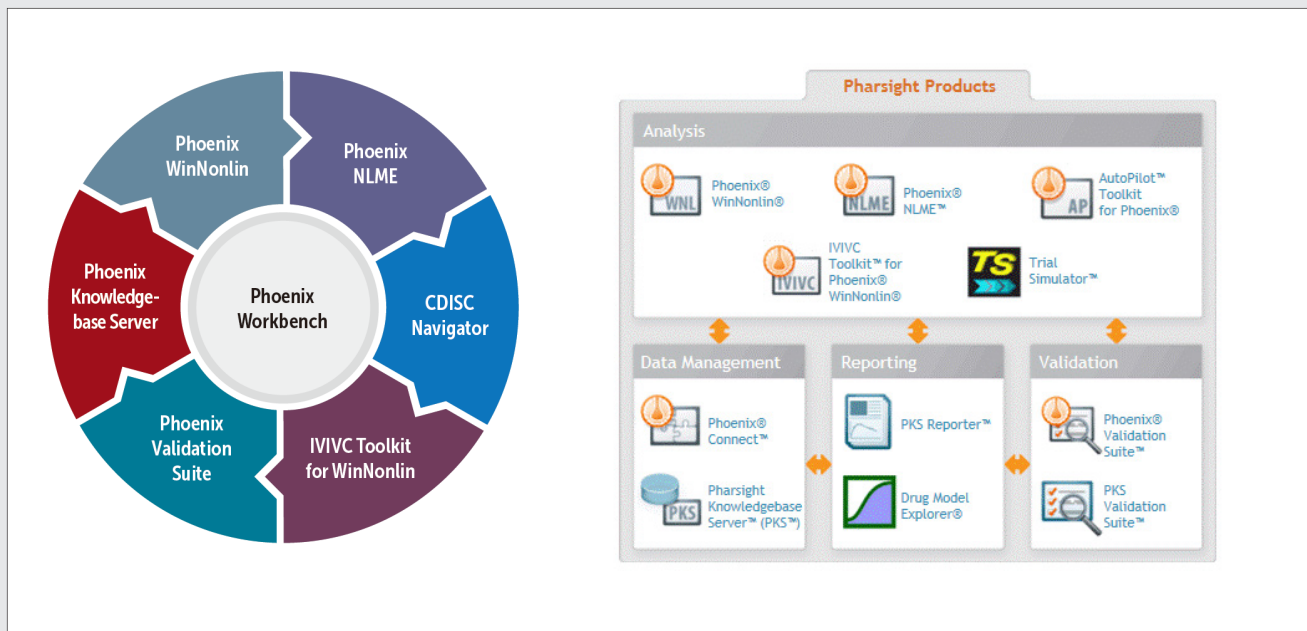 Phoenix
WinNonlin
Phoenix
NLME
CDISC
Navigator
IVIVC Toolkit
for WinNonlin
Phoenix
Validation
Suite
Phoenix
Knowledge-
base Server
Phoenix
Workbench
Pharsight Products
Analysis
WNL
Phoenix®
WinNonlin®
NLME
Phoenix®
NLME™
AP
AutoPilot™
Toolkit
for Phoenix®
IVIVC
IVIVC
Toolkit™ for
Phoenix®
WinNonlin®
TS
Trial
Simulator™
Data Management
Phoenix®
Connect™
PKS
Pharsight
Knowledgebase
Server™ (PKS™)
Reporting
PKS Reporter™
Drug Model
Explorer®
Validation
Phoenix®
Validation
Suite™
PKS
Validation
Suite™